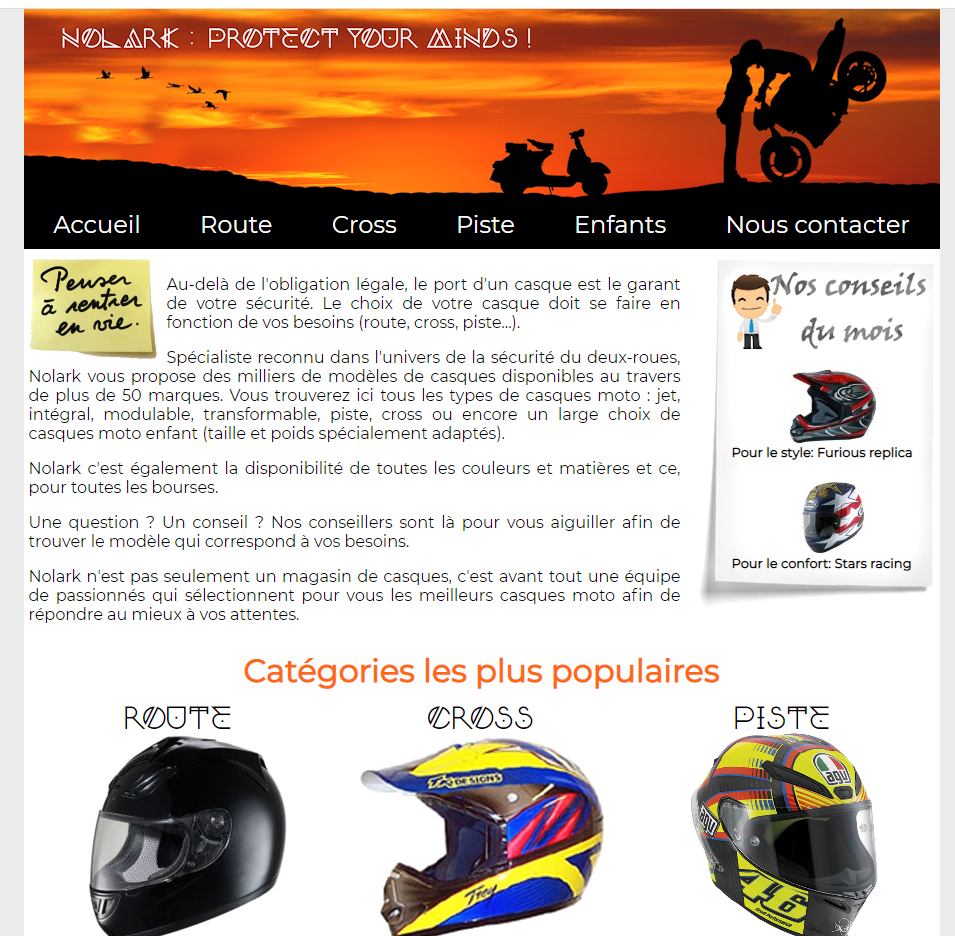 NOLARK : PROTECT YOUR MINDS !
Accueil Route Cross Piste Enfants Nous contacter
Penser
à rentrer
en vie.
Au-delà de l'obligation légale, le port d'un casque est le garant
de votre sécurité. Le choix de votre casque doit se faire en
fonction de vos besoins (route, cross, piste...).
Spécialiste reconnu dans l'univers de la sécurité du deux-roues,
Nolark vous propose des milliers de modèles de casques disponibles au travers
de plus de 50 marques. Vous trouverez ici tous les types de casques moto : jet,
intégral, modulable, transformable, piste, cross ou encore un large choix de
casques moto enfant (taille et poids spécialement adaptés).
Nolark c'est également la disponibilité de toutes les couleurs et matières et ce,
pour toutes les bourses.
Une question ? Un conseil ? Nos conseillers sont là pour vous aiguiller afin de
trouver le modèle qui correspond à vos besoins.
Nolark n'est pas seulement un magasin de casques, c'est avant tout une équipe
de passionnés qui sélectionnent pour vous les meilleurs casques moto afin de
répondre au mieux à vos attentes.
Nos conseils
du mois
Pour le style: Furious replica
Pour le confort: Stars racing
Catégories les plus populaires
ROUTE CROSS PISTE
DESIGNS
Troy
agv
agv
46